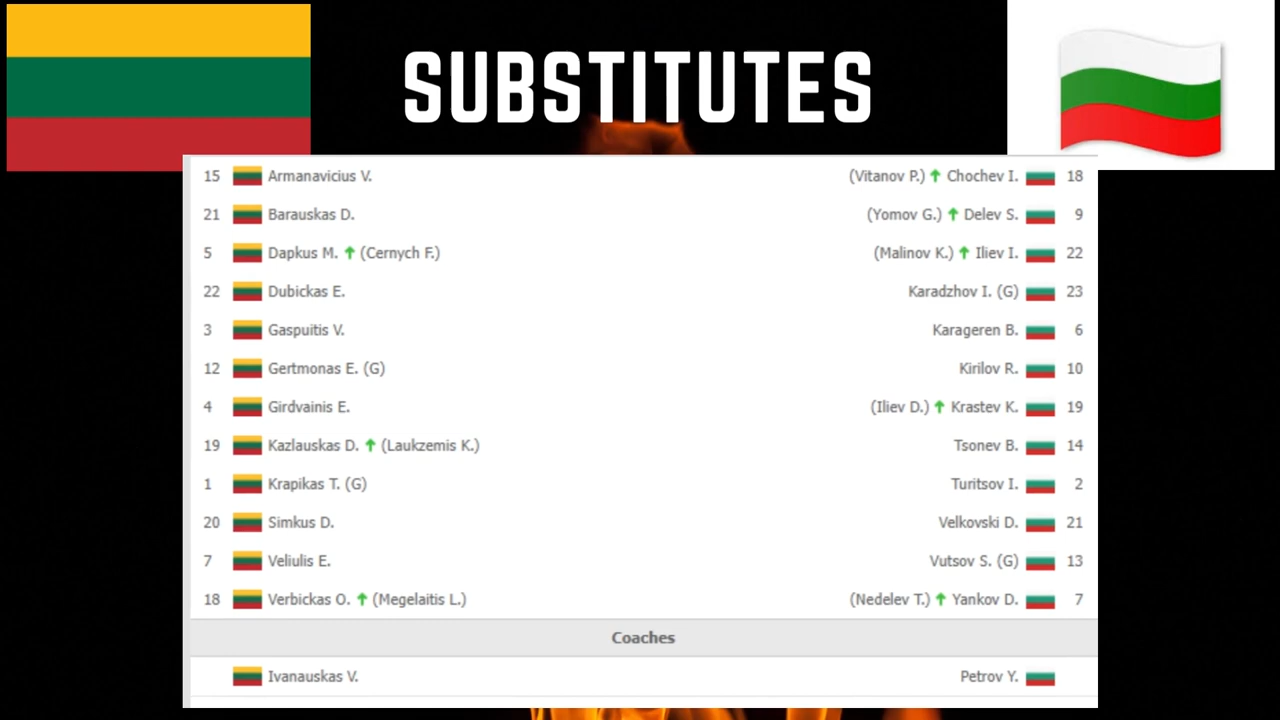 SUBSTITUTES
15 Armanavicius V. (Vitanov P.) ↑ Chochev I. 18
21 Barauskas D. (Yomov G.) ↑ Delev S. 9
5 Dapkus M. ↑ (Cernych F.) (Malinov K.) ↑ Iliev I. 22
22 Dubickas E. Karadzhov I. (G) 23
3 Gaspuitis V. Karageren B. 6
12 Gertmonas E. (G) Kirilov R. 10
4 Girdvainis E. (Iliev D.) ↑ Krastev K. 19
19 Kazlauskas D. ↑ (Laukzemis K.) Tsonev B. 14
1 Krapikas T. (G) Turitsov I. 2
20 Simkus D. Velkovski D. 21
7 Veliulis E. Vutsov S. (G) 13
18 Verbickas O. ↑ (Megelaitis L.) (Nedelev T.) ↑ Yankov D. 7
Coaches
Ivanauskas V. Petrov Y.